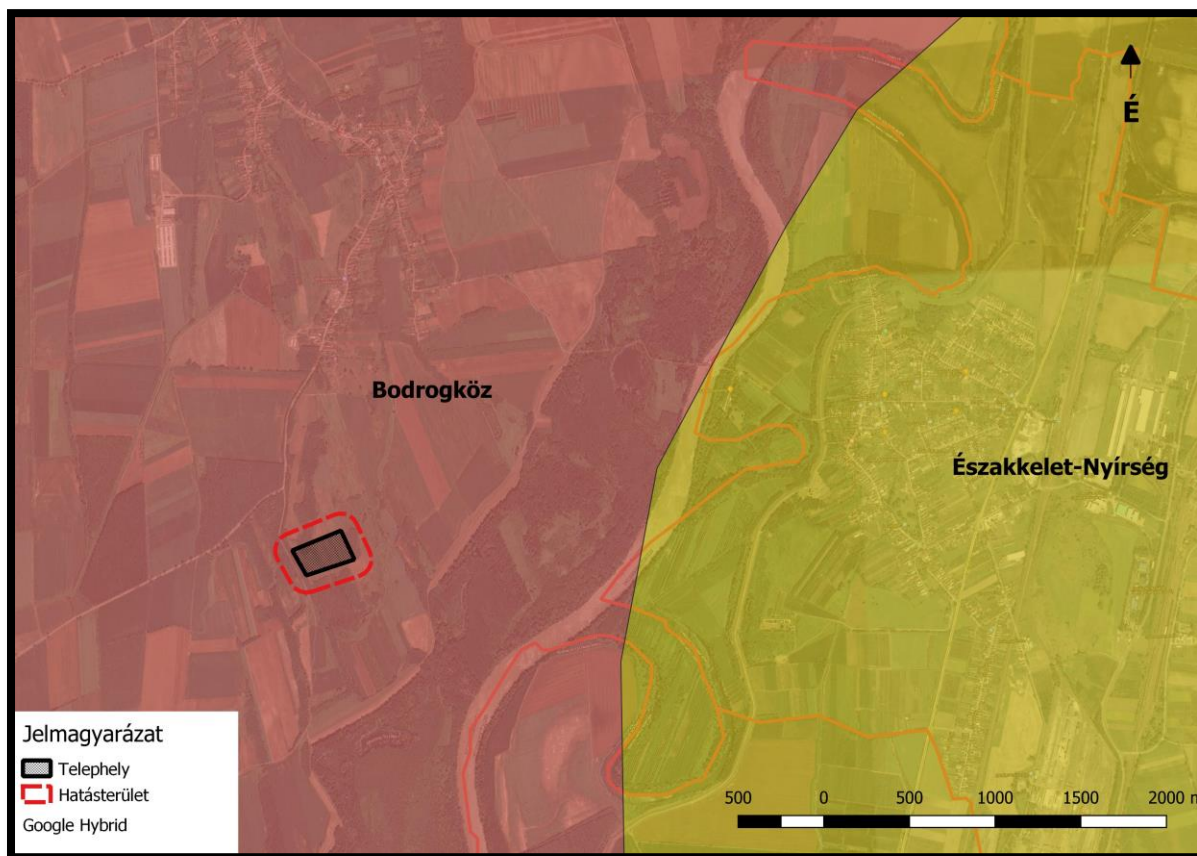 É
Bodrogköz
Északkelet-Nyírség
Jelmagyarázat
Telephely
Hatásterület
Google Hybrid
500 0 500 1000 1500 2000 m